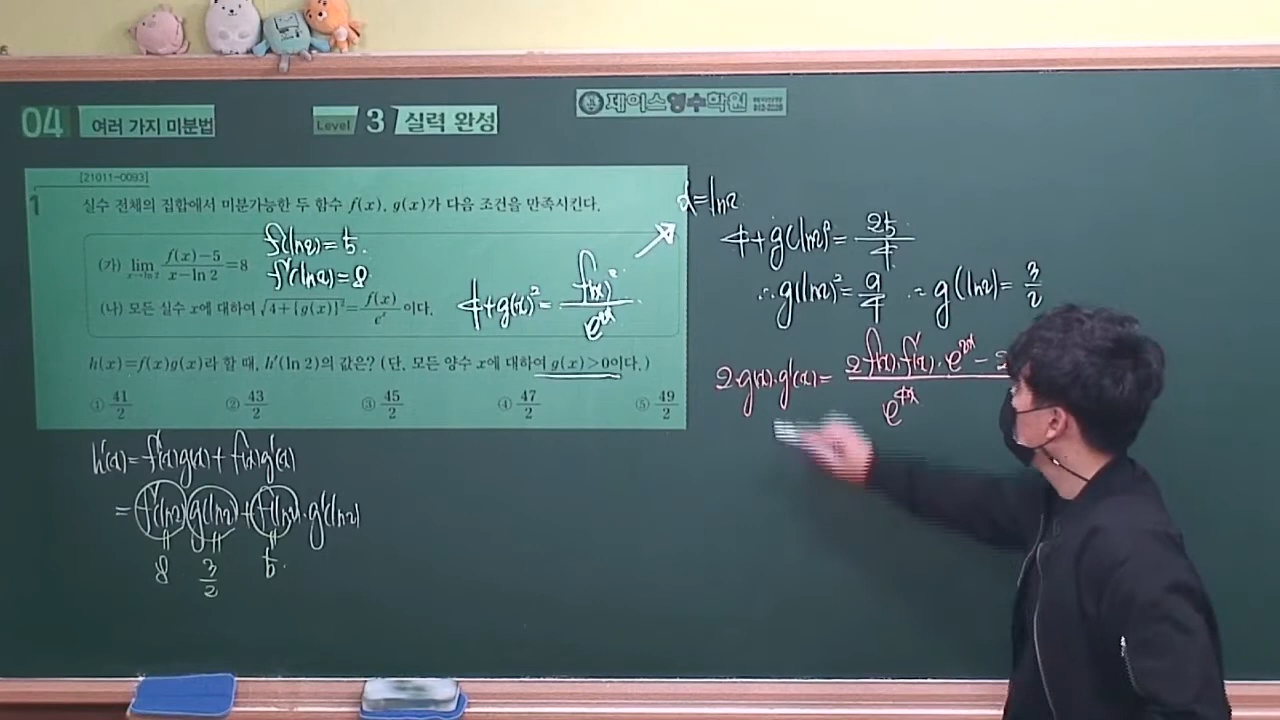 04 여러 가지 미분법
Level 3 실력 완성
제이스영수학원
[21011-0093]
1 실수 전체의 집합에서 미분가능한 두 함수 f(x), g(x)가 다음 조건을 만족시킨다.
(가) lim_{x→ln 2} (f(x)-5)/(x-ln 2)=8
f(ln2)=5.
f'(ln2)=8
(나) 모든 실수 x에 대하여 √(4+{g(x)}²)=f(x)/e^x 이다.
4+g(x)²=f(x)²/e^{2x}
h(x)=f(x)g(x)라 할 때, h'(ln 2)의 값은? (단, 모든 양수 x에 대하여 g(x)>0이다.)
① 41/2 ② 43/2 ③ 45/2 ④ 47/2 ⑤ 49/2
h'(x)=f'(x)g(x)+f(x)g'(x)
=f'(ln2)g(ln2)+f(ln2)·g'(ln2)
8 3/2 5.
x=ln2.
4+g(ln2)²=25/4
∴g(ln2)²=9/4 ∴g(ln2)=3/2
2·g(x)·g'(x)=2f(x)f'(x)·e^{2x}-2
e^{4x}